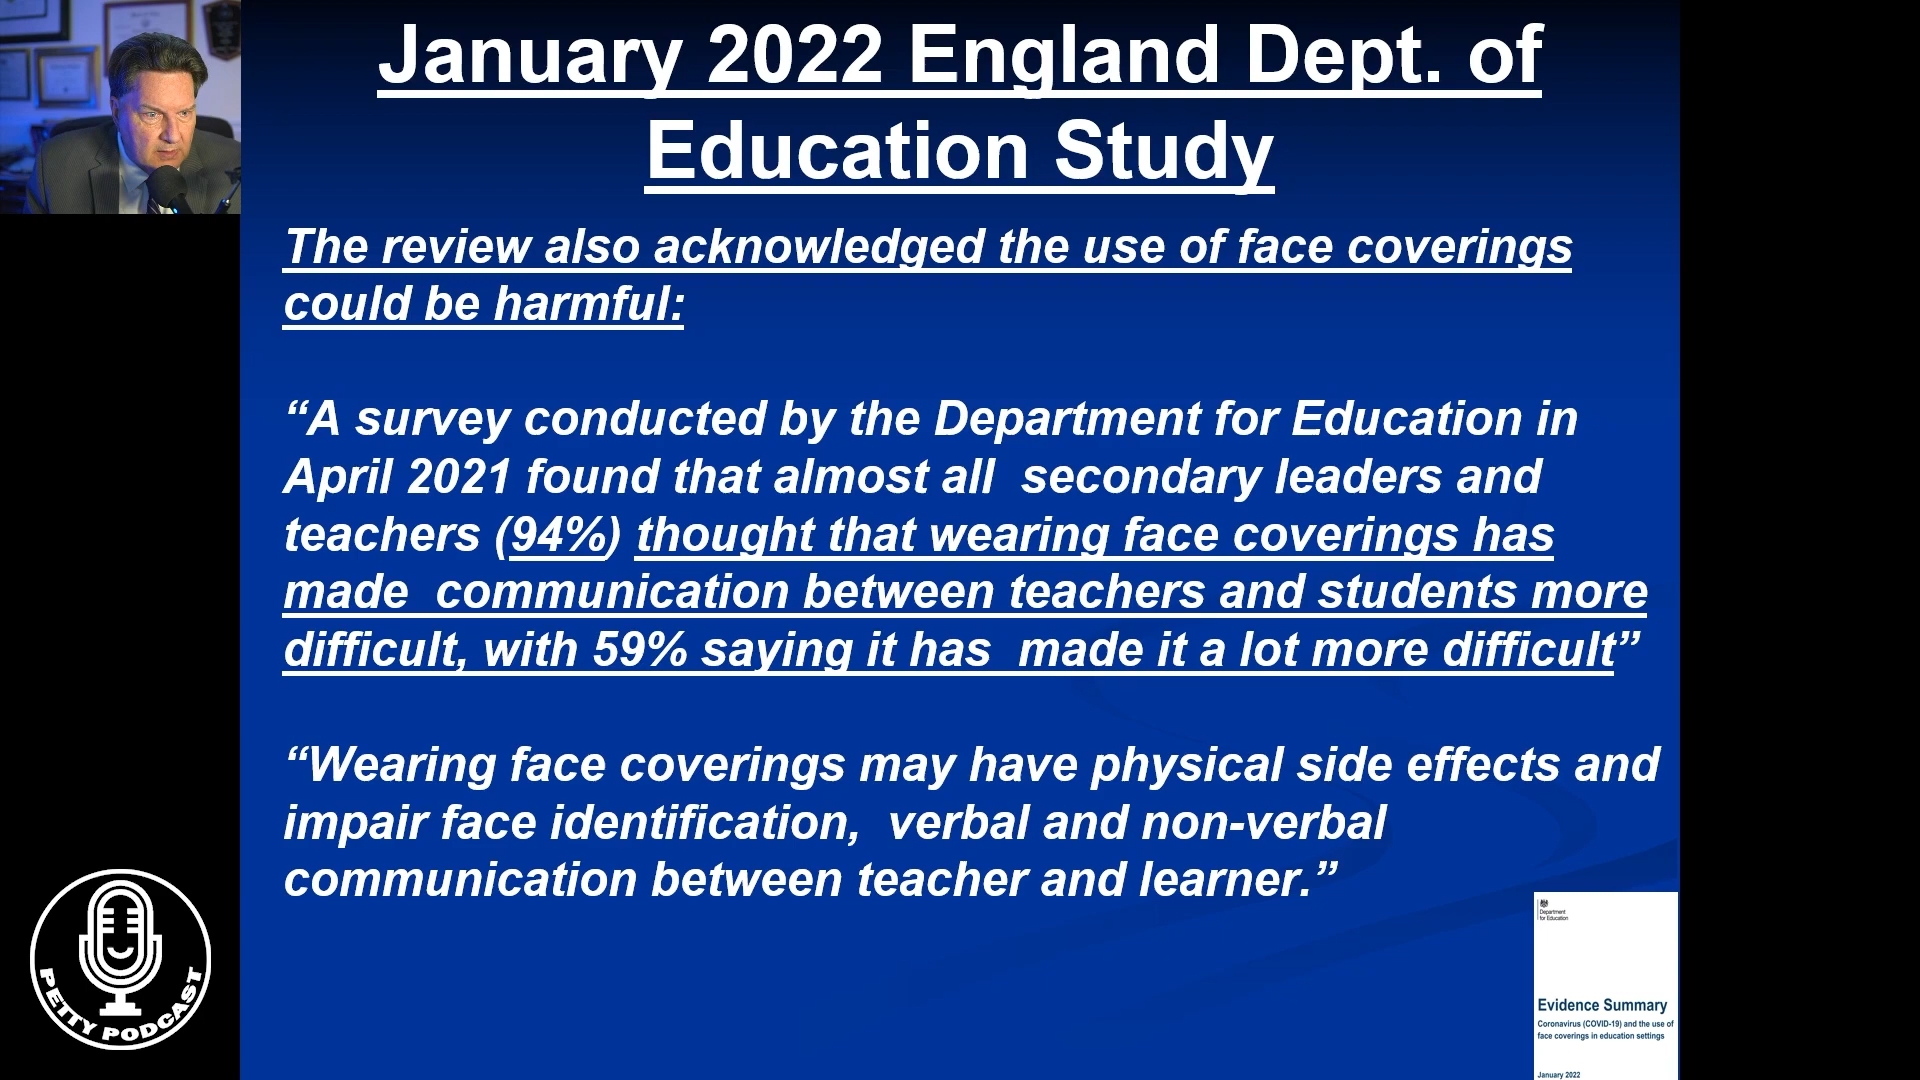 January 2022 England Dept. of
Education Study
The review also acknowledged the use of face coverings
could be harmful:
“A survey conducted by the Department for Education in
April 2021 found that almost all  secondary leaders and
teachers (94%) thought that wearing face coverings has
made  communication between teachers and students more
difficult, with 59% saying it has  made it a lot more difficult”
“Wearing face coverings may have physical side effects and
impair face identification,  verbal and non-verbal
communication between teacher and learner.”
PETTY PODCAST
Department
for Education
Evidence Summary
Coronavirus (COVID-19) and the use of
face coverings in education settings
January 2022